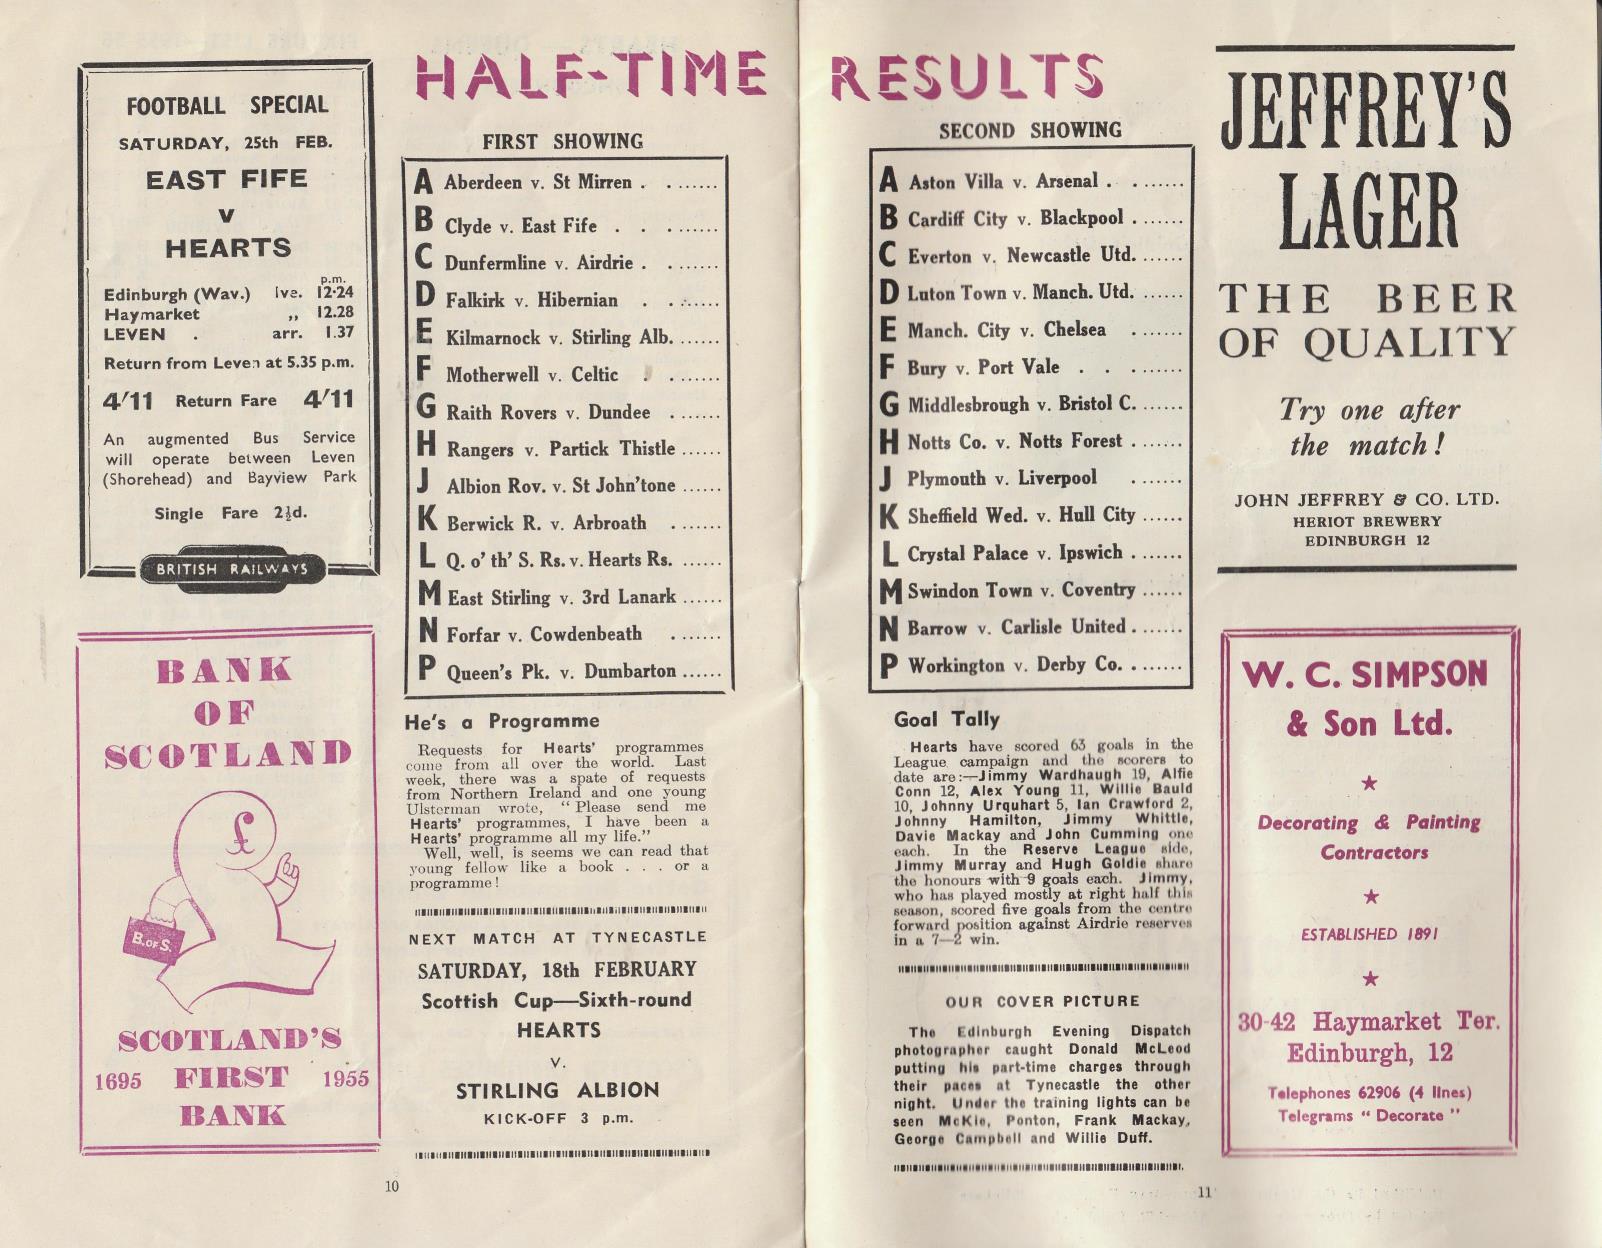 FOOTBALL SPECIAL
SATURDAY, 25th FEB.
EAST FIFE
v
HEARTS
p.m.
Edinburgh (Wav.) lve. 12·24
Haymarket ,, 12.28
LEVEN . arr. 1.37
Return from Leven at 5.35 p.m.
4/11 Return Fare 4/11
An augmented Bus Service
will operate between Leven
(Shorehead) and Bayview Park
Single Fare 2½d.
BRITISH RAILWAYS
BANK
OF
SCOTLAND
£
B.OF S.
SCOTLAND'S
1695 FIRST 1955
BANK
HALF-TIME RESULTS
FIRST SHOWING
A Aberdeen v. St Mirren . . .......
B Clyde v. East Fife . . . .......
C Dunfermline v. Airdrie . . .......
D Falkirk v. Hibernian . . .......
E Kilmarnock v. Stirling Alb. ......
F Motherwell v. Celtic . . .......
G Raith Rovers v. Dundee . ......
H Rangers v. Partick Thistle ......
J Albion Rov. v. St John'tone ......
K Berwick R. v. Arbroath . ......
L Q. o' th' S. Rs. v. Hearts Rs. ......
M East Stirling v. 3rd Lanark ......
N Forfar v. Cowdenbeath . ......
P Queen's Pk. v. Dumbarton ......
He's a Programme
Requests for Hearts' programmes
come from all over the world. Last
week, there was a spate of requests
from Northern Ireland and one young
Ulsterman wrote, "Please send me
Hearts' programmes, I have been a
Hearts' programme all my life."
Well, well, is seems we can read that
young fellow like a book . . . or a
programme!
NEXT MATCH AT TYNECASTLE
SATURDAY, 18th FEBRUARY
Scottish Cup—Sixth-round
HEARTS
v.
STIRLING ALBION
KICK-OFF 3 p.m.
10
SECOND SHOWING
A Aston Villa v. Arsenal . . ......
B Cardiff City v. Blackpool . ......
C Everton v. Newcastle Utd. ......
D Luton Town v. Manch. Utd. ......
E Manch. City v. Chelsea . ......
F Bury v. Port Vale . . . ......
G Middlesbrough v. Bristol C. ......
H Notts Co. v. Notts Forest . ......
J Plymouth v. Liverpool . ......
K Sheffield Wed. v. Hull City ......
L Crystal Palace v. Ipswich . ......
M Swindon Town v. Coventry ......
N Barrow v. Carlisle United . ......
P Workington v. Derby Co. . ......
Goal Tally
Hearts have scored 63 goals in the
League campaign and the scorers to
date are:—Jimmy Wardhaugh 19, Alfie
Conn 12, Alex Young 11, Willie Bauld
10, Johnny Urquhart 5, Ian Crawford 2,
Johnny Hamilton, Jimmy Whittle,
Davie Mackay and John Cumming one
each. In the Reserve League side,
Jimmy Murray and Hugh Goldie share
the honours with 9 goals each. Jimmy,
who has played mostly at right half this
season, scored five goals from the centre
forward position against Airdrie reserves
in a 7—2 win.
OUR COVER PICTURE
The Edinburgh Evening Dispatch
photographer caught Donald McLeod
putting his part-time charges through
their paces at Tynecastle the other
night. Under the training lights can be
seen McKie, Ponton, Frank Mackay,
George Campbell and Willie Duff.
11
JEFFREY'S
LAGER
THE BEER
OF QUALITY
Try one after
the match!
JOHN JEFFREY & CO. LTD.
HERIOT BREWERY
EDINBURGH 12
W. C. SIMPSON
& Son Ltd.
Decorating & Painting
Contractors
ESTABLISHED 1891
30-42 Haymarket Ter.
Edinburgh, 12
Telephones 62906 (4 lines)
Telegrams "Decorate"